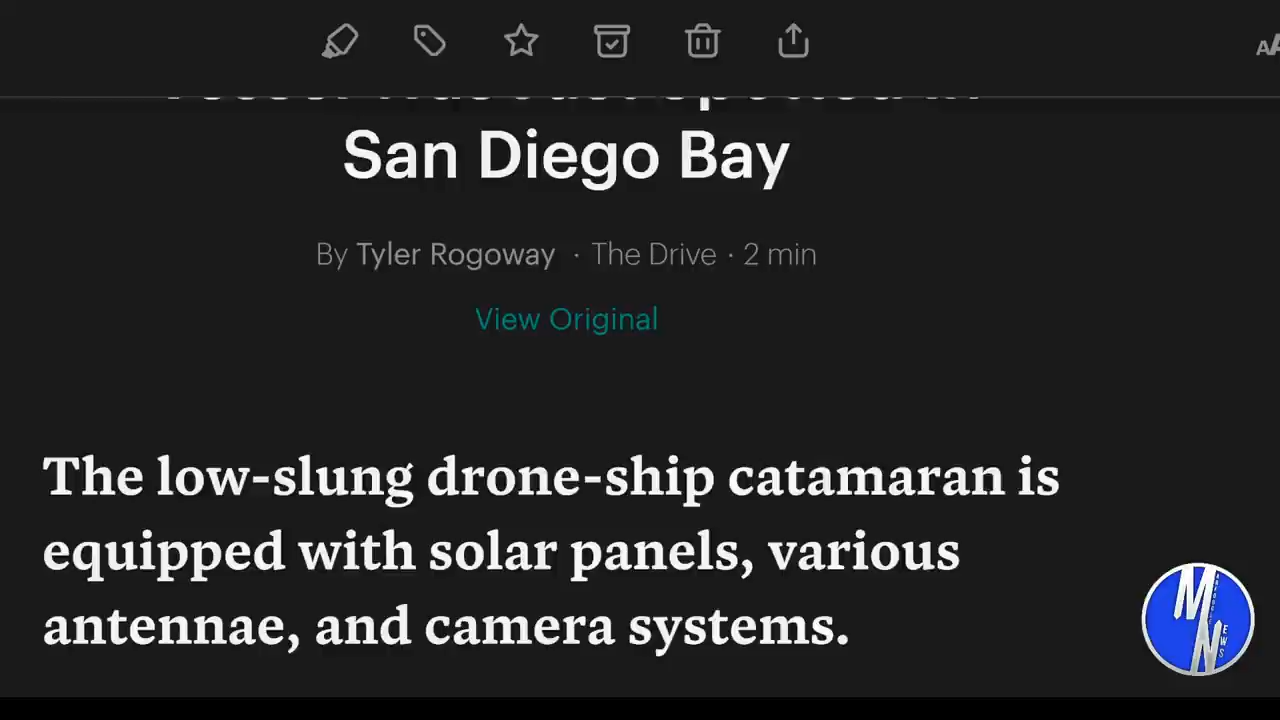 San Diego Bay
By Tyler Rogoway · The Drive · 2 min
View Original
The low-slung drone-ship catamaran is
equipped with solar panels, various
antennae, and camera systems.